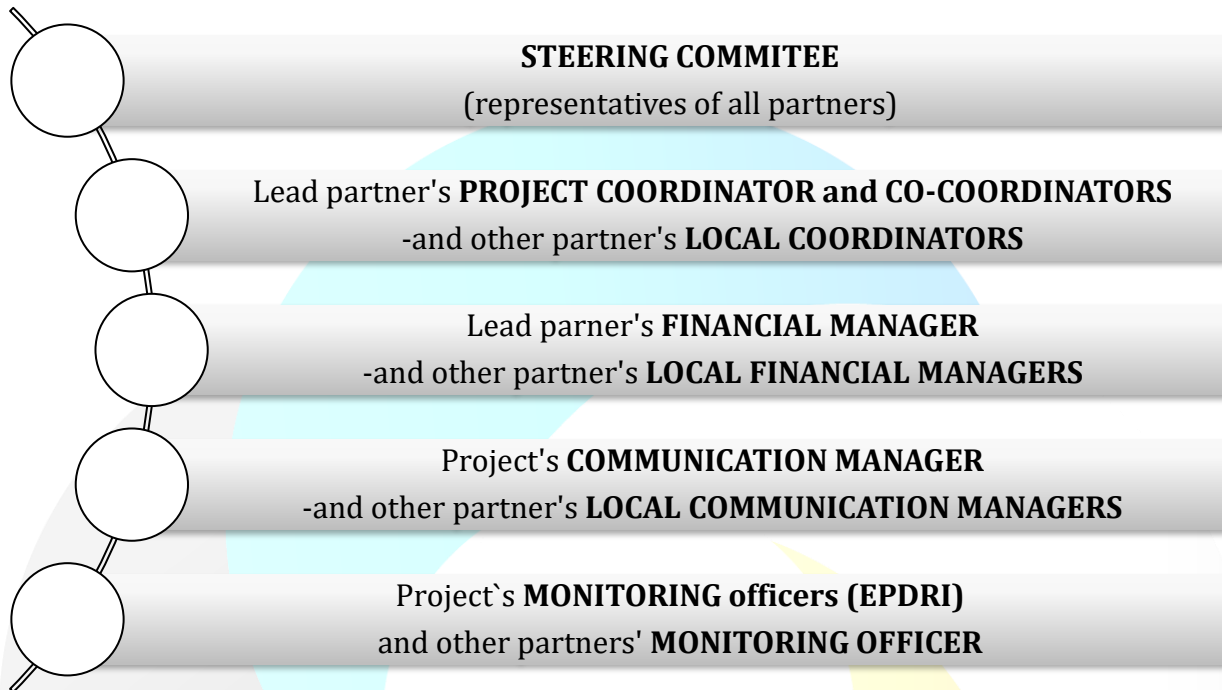 STEERING COMMITEE
(representatives of all partners)
Lead partner's PROJECT COORDINATOR and CO-COORDINATORS
-and other partner's LOCAL COORDINATORS
Lead parner's FINANCIAL MANAGER
-and other partner's LOCAL FINANCIAL MANAGERS
Project's COMMUNICATION MANAGER
-and other partner's LOCAL COMMUNICATION MANAGERS
Project`s MONITORING officers (EPDRI)
and other partners' MONITORING OFFICER